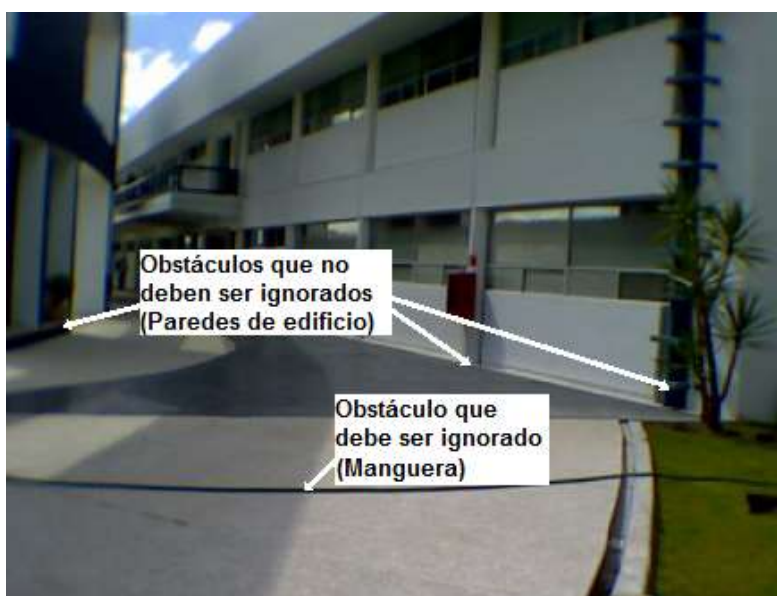 Obstáculos que no
deben ser ignorados
(Paredes de edificio)
Obstáculo que
debe ser ignorado
(Manguera)